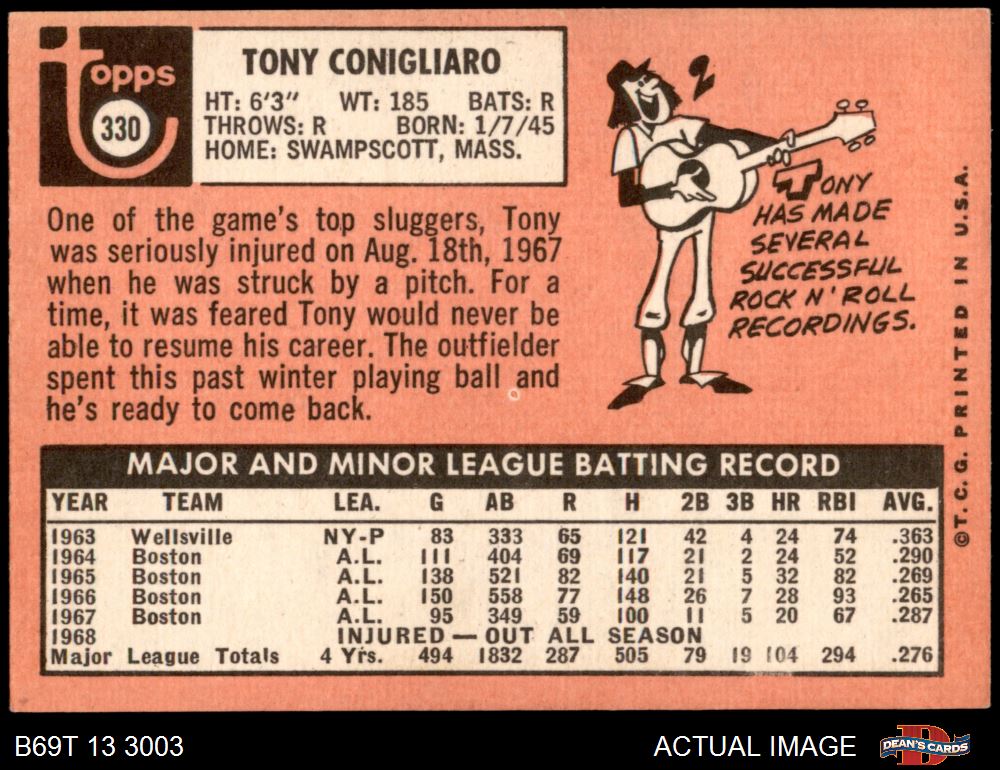 Topps
330
TONY CONIGLIARO
HT: 6'3" WT: 185 BATS: R
THROWS: R BORN: 1/7/45
HOME: SWAMPSCOTT, MASS.
One of the game's top sluggers, Tony
was seriously injured on Aug. 18th, 1967
when he was struck by a pitch. For a
time, it was feared Tony would never be
able to resume his career. The outfielder
spent this past winter playing ball and
he's ready to come back.
TONY
HAS MADE
SEVERAL
SUCCESSFUL
ROCK N' ROLL
RECORDINGS.
©T.C.G. PRINTED IN U.S.A.
MAJOR AND MINOR LEAGUE BATTING RECORD
YEAR TEAM LEA. G AB R H 2B 3B HR RBI AVG.
1963 Wellsville NY-P 83 333 65 121 42 4 24 74 .363
1964 Boston A.L. 111 404 69 117 21 2 24 52 .290
1965 Boston A.L. 138 521 82 140 21 5 32 82 .269
1966 Boston A.L. 150 558 77 148 26 7 28 93 .265
1967 Boston A.L. 95 349 59 100 11 5 20 67 .287
1968 INJURED — OUT ALL SEASON
Major League Totals 4 Yrs. 494 1832 287 505 79 19 104 294 .276
B69T 13 3003
ACTUAL IMAGE
D
DEAN'S CARDS